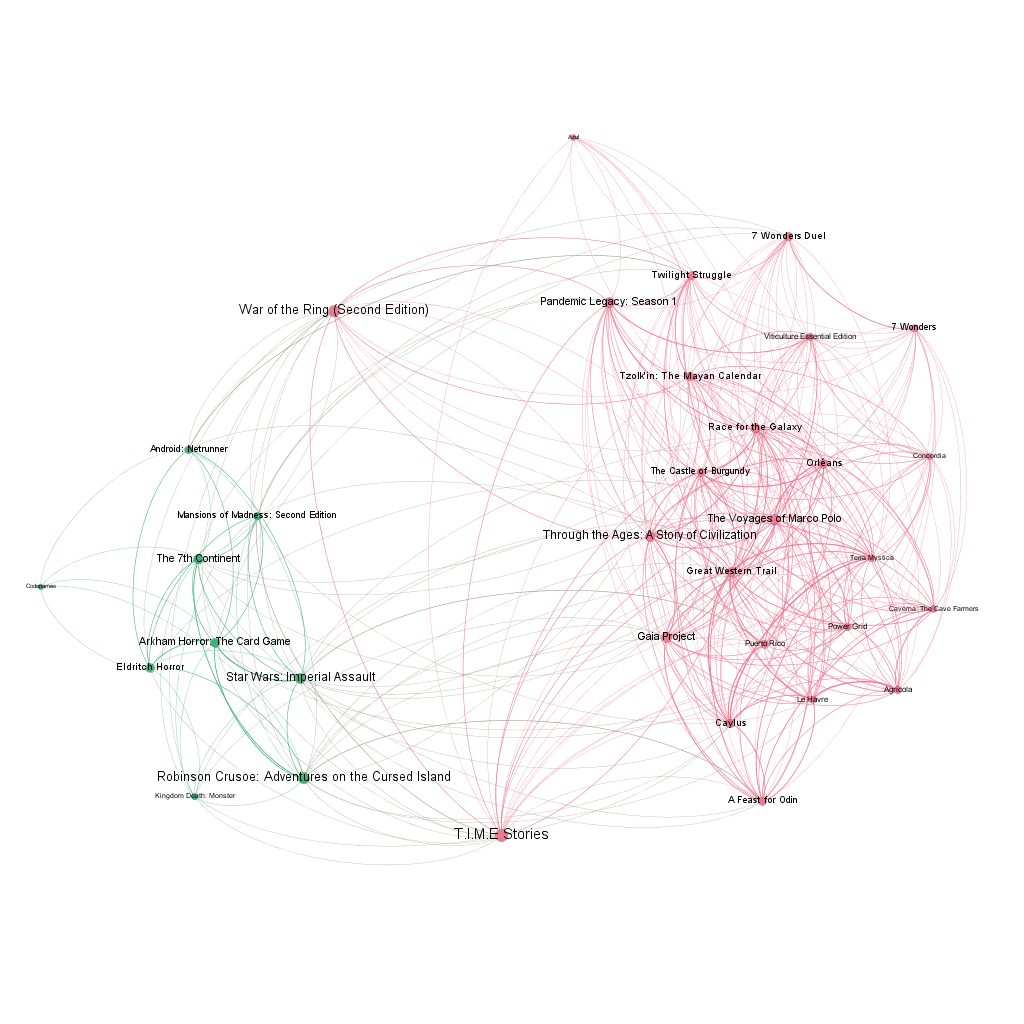 Azul
7 Wonders Duel
Twilight Struggle
Pandemic Legacy: Season 1
War of the Ring (Second Edition)
7 Wonders
Viticulture Essential Edition
Tzolk'in: The Mayan Calendar
Race for the Galaxy
Android: Netrunner
Concordia
Orléans
The Castle of Burgundy
Mansions of Madness: Second Edition
The Voyages of Marco Polo
Through the Ages: A Story of Civilization
The 7th Continent
Terra Mystica
Great Western Trail
Codenames
Caverna: The Cave Farmers
Power Grid
Gaia Project
Arkham Horror: The Card Game
Puerto Rico
Eldritch Horror
Star Wars: Imperial Assault
Agricola
Le Havre
Caylus
Robinson Crusoe: Adventures on the Cursed Island
Kingdom Death: Monster
A Feast for Odin
T.I.M.E Stories